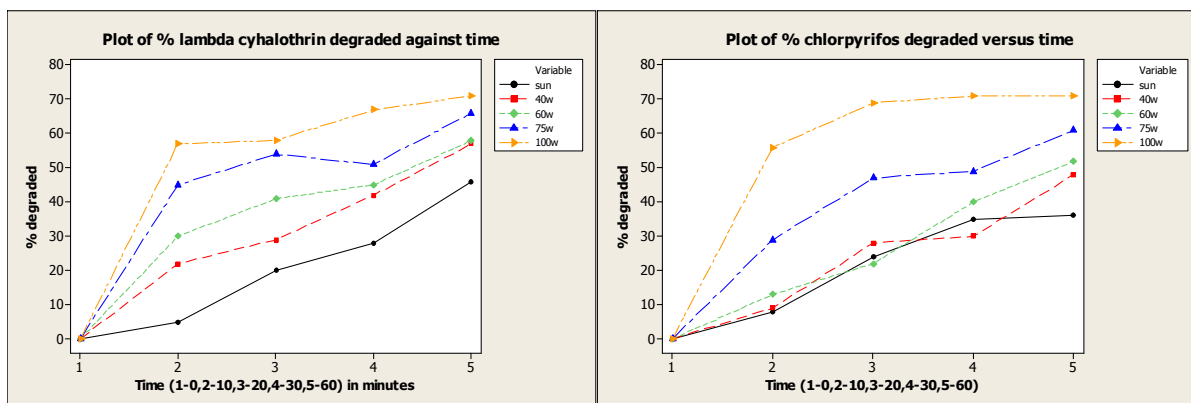 Plot of % lambda cyhalothrin degraded against time
80
70
60
50
40
30
20
10
0
% degraded
1 2 3 4 5
Time (1-0,2-10,3-20,4-30,5-60) in minutes
Variable
sun
40w
60w
75w
100w
Plot of % chlorpyrifos degraded versus time
80
70
60
50
40
30
20
10
0
% degraded
1 2 3 4 5
Time (1-0,2-10,3-20,4-30,5-60)
Variable
sun
40w
60w
75w
100w